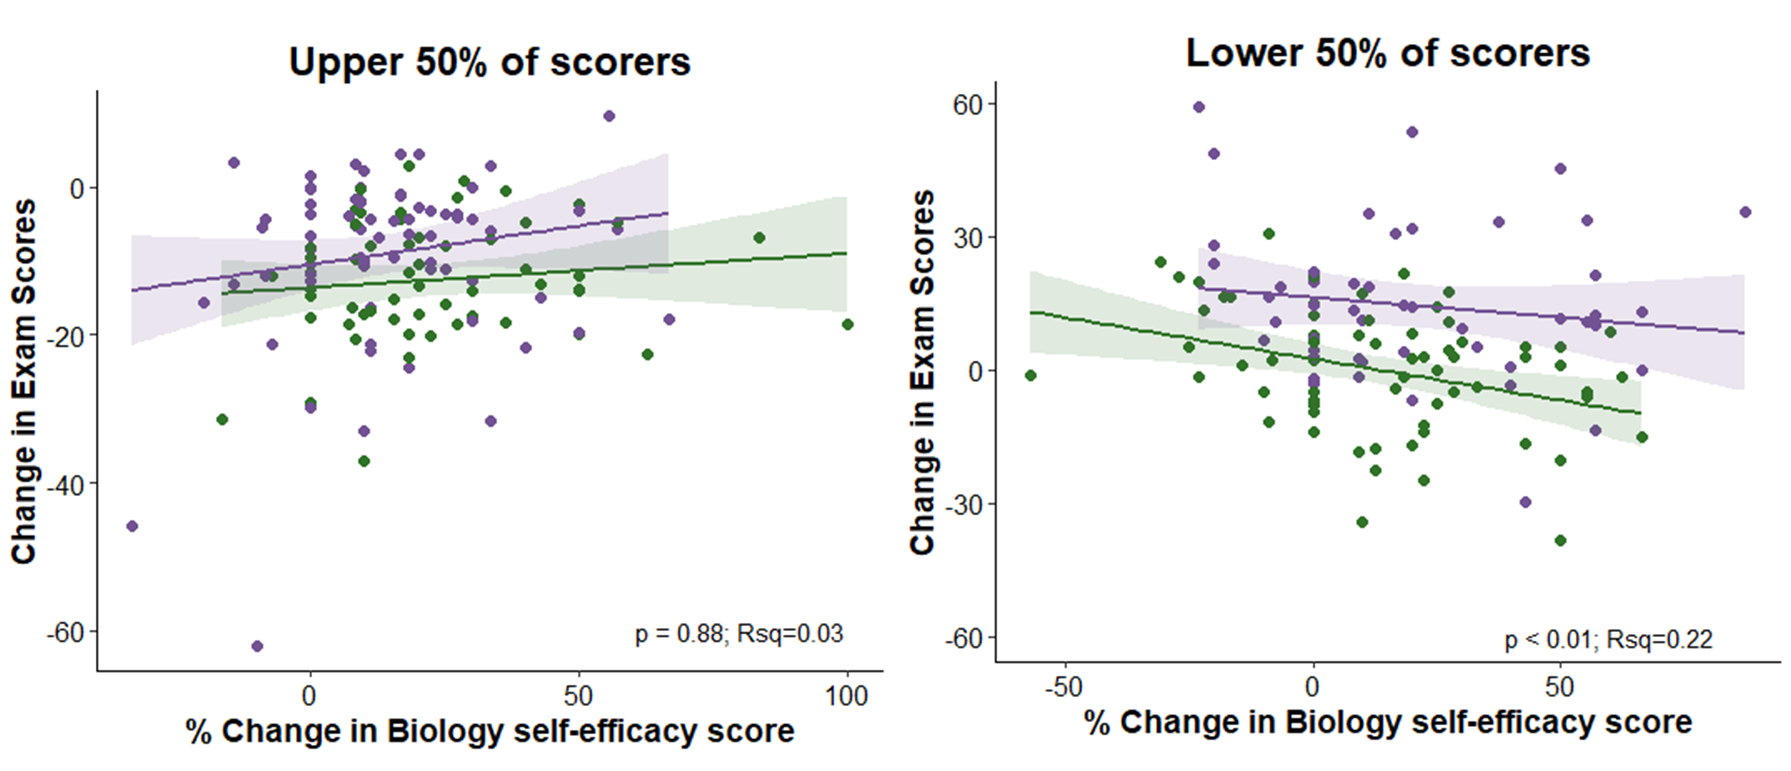 Upper 50% of scorers
Change in Exam Scores
0
-20
-40
-60
p = 0.88; Rsq=0.03
0 50 100
% Change in Biology self-efficacy score
Lower 50% of scorers
Change in Exam Scores
60
30
0
-30
-60
p < 0.01; Rsq=0.22
-50 0 50
% Change in Biology self-efficacy score